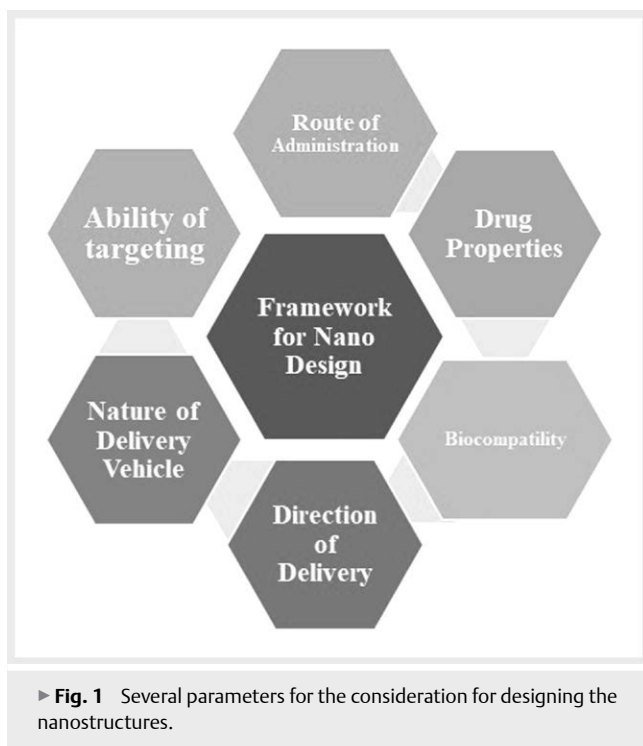 Route of
Administration
Ability of
targeting
Drug
Properties
Framework
for Nano
Design
Nature of
Delivery
Vehicle
Biocompatility
Direction
of
Delivery
► Fig. 1 Several parameters for the consideration for designing the
nanostructures.